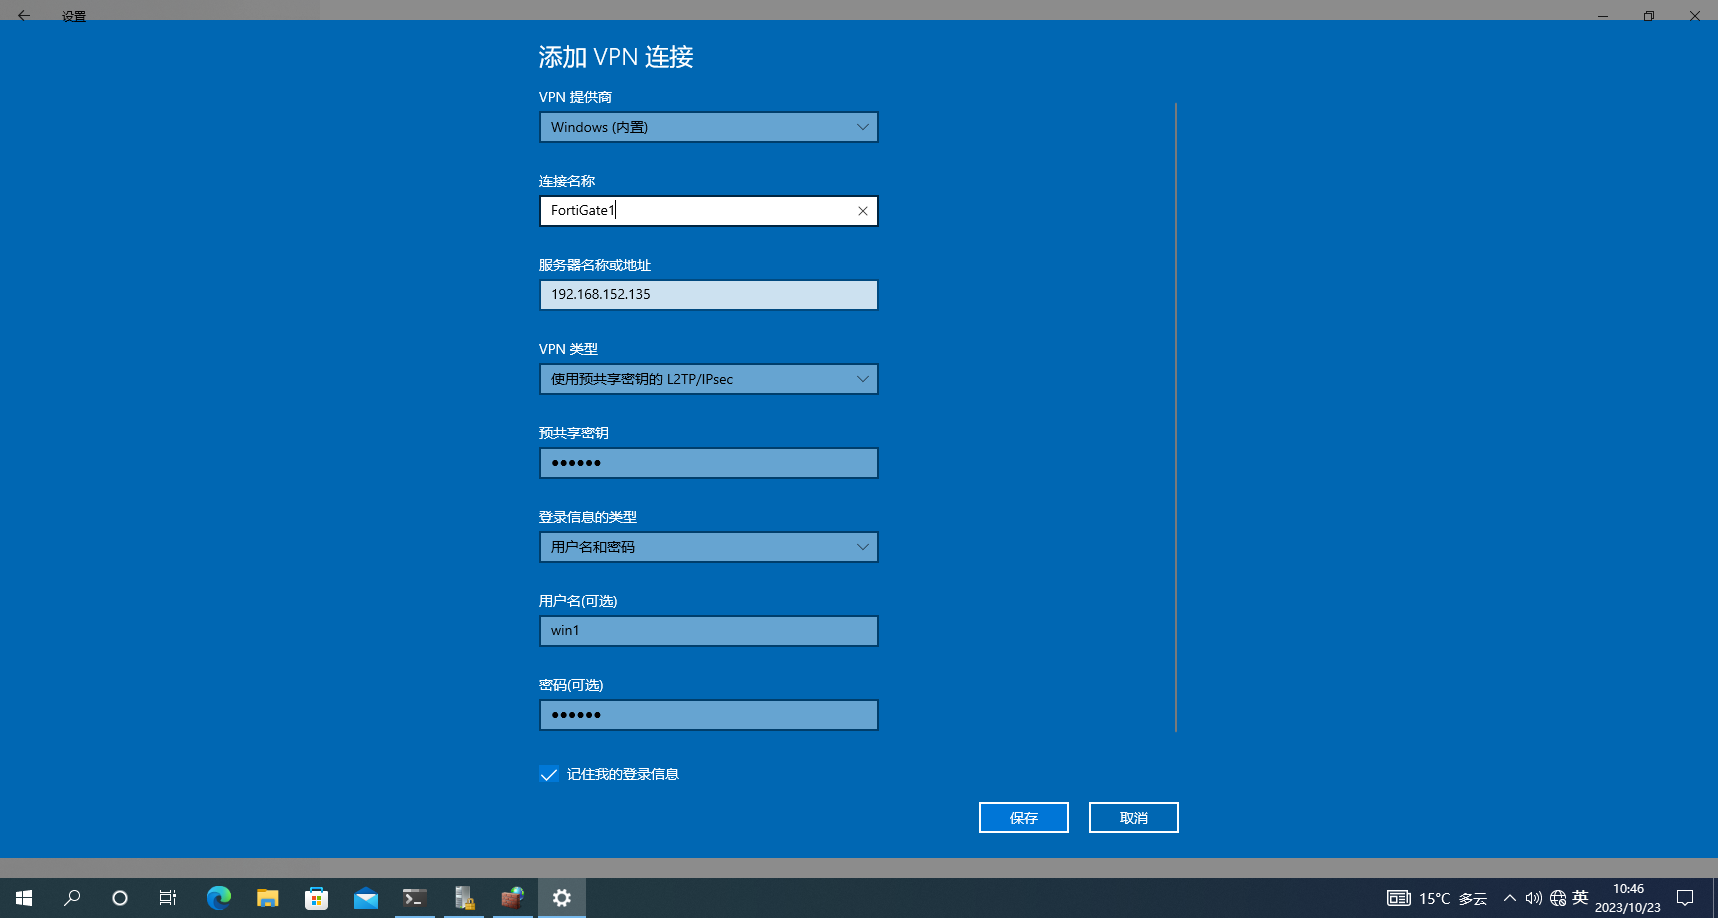 设置
添加 VPN 连接
VPN 提供商
Windows (内置)
连接名称
FortiGate1
服务器名称或地址
192.168.152.135
VPN 类型
使用预共享密钥的 L2TP/IPsec
预共享密钥
●●●●●●
登录信息的类型
用户名和密码
用户名(可选)
win1
密码(可选)
●●●●●●
记住我的登录信息
保存
取消
15°C 多云
英
10:46
2023/10/23